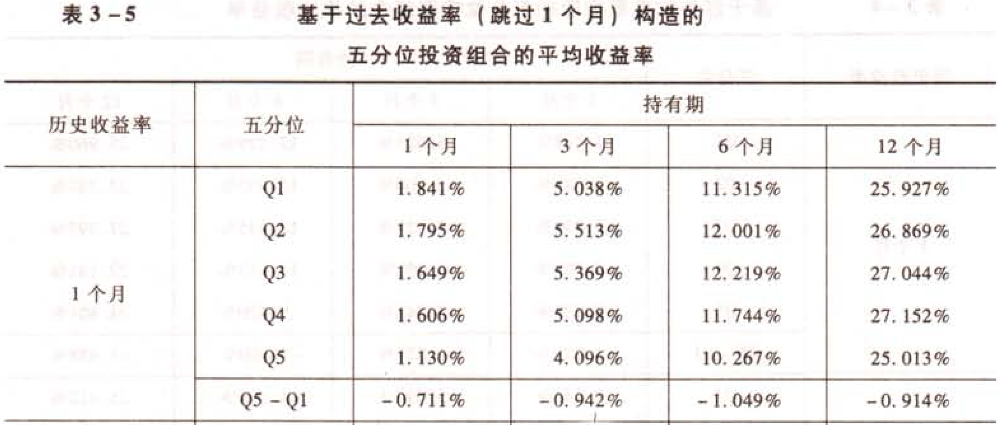 表 3-5 基于过去收益率（跳过 1 个月）构造的
五分位投资组合的平均收益率
历史收益率 五分位 持有期
1 个月 3 个月 6 个月 12 个月
Q1 1.841% 5.038% 11.315% 25.927%
Q2 1.795% 5.513% 12.001% 26.869%
Q3 1.649% 5.369% 12.219% 27.044%
1 个月
Q4 1.606% 5.098% 11.744% 27.152%
Q5 1.130% 4.096% 10.267% 25.013%
Q5 - Q1 -0.711% -0.942% -1.049% -0.914%